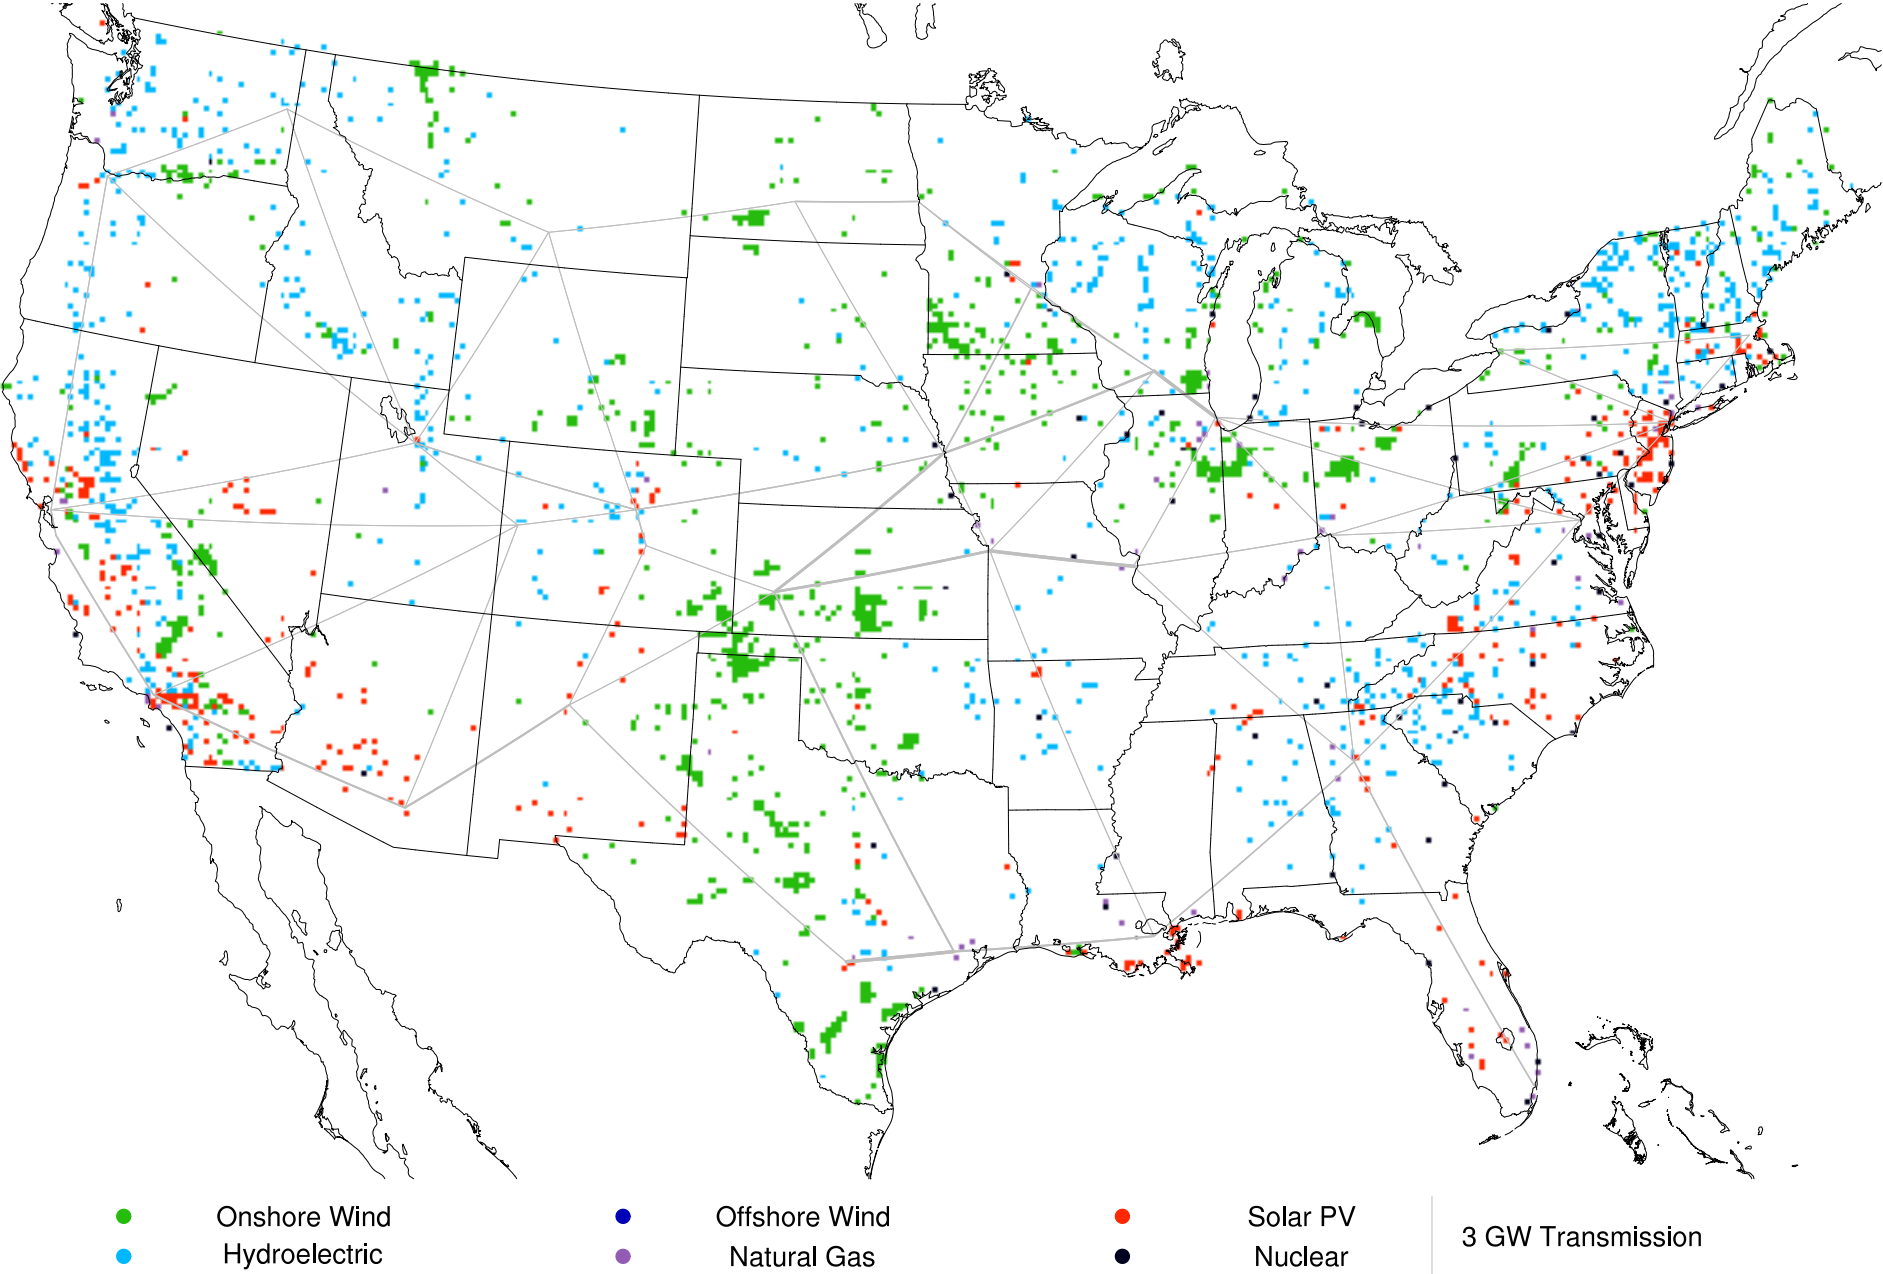 Onshore Wind Offshore Wind Solar PV
Hydroelectric Natural Gas Nuclear
3 GW Transmission